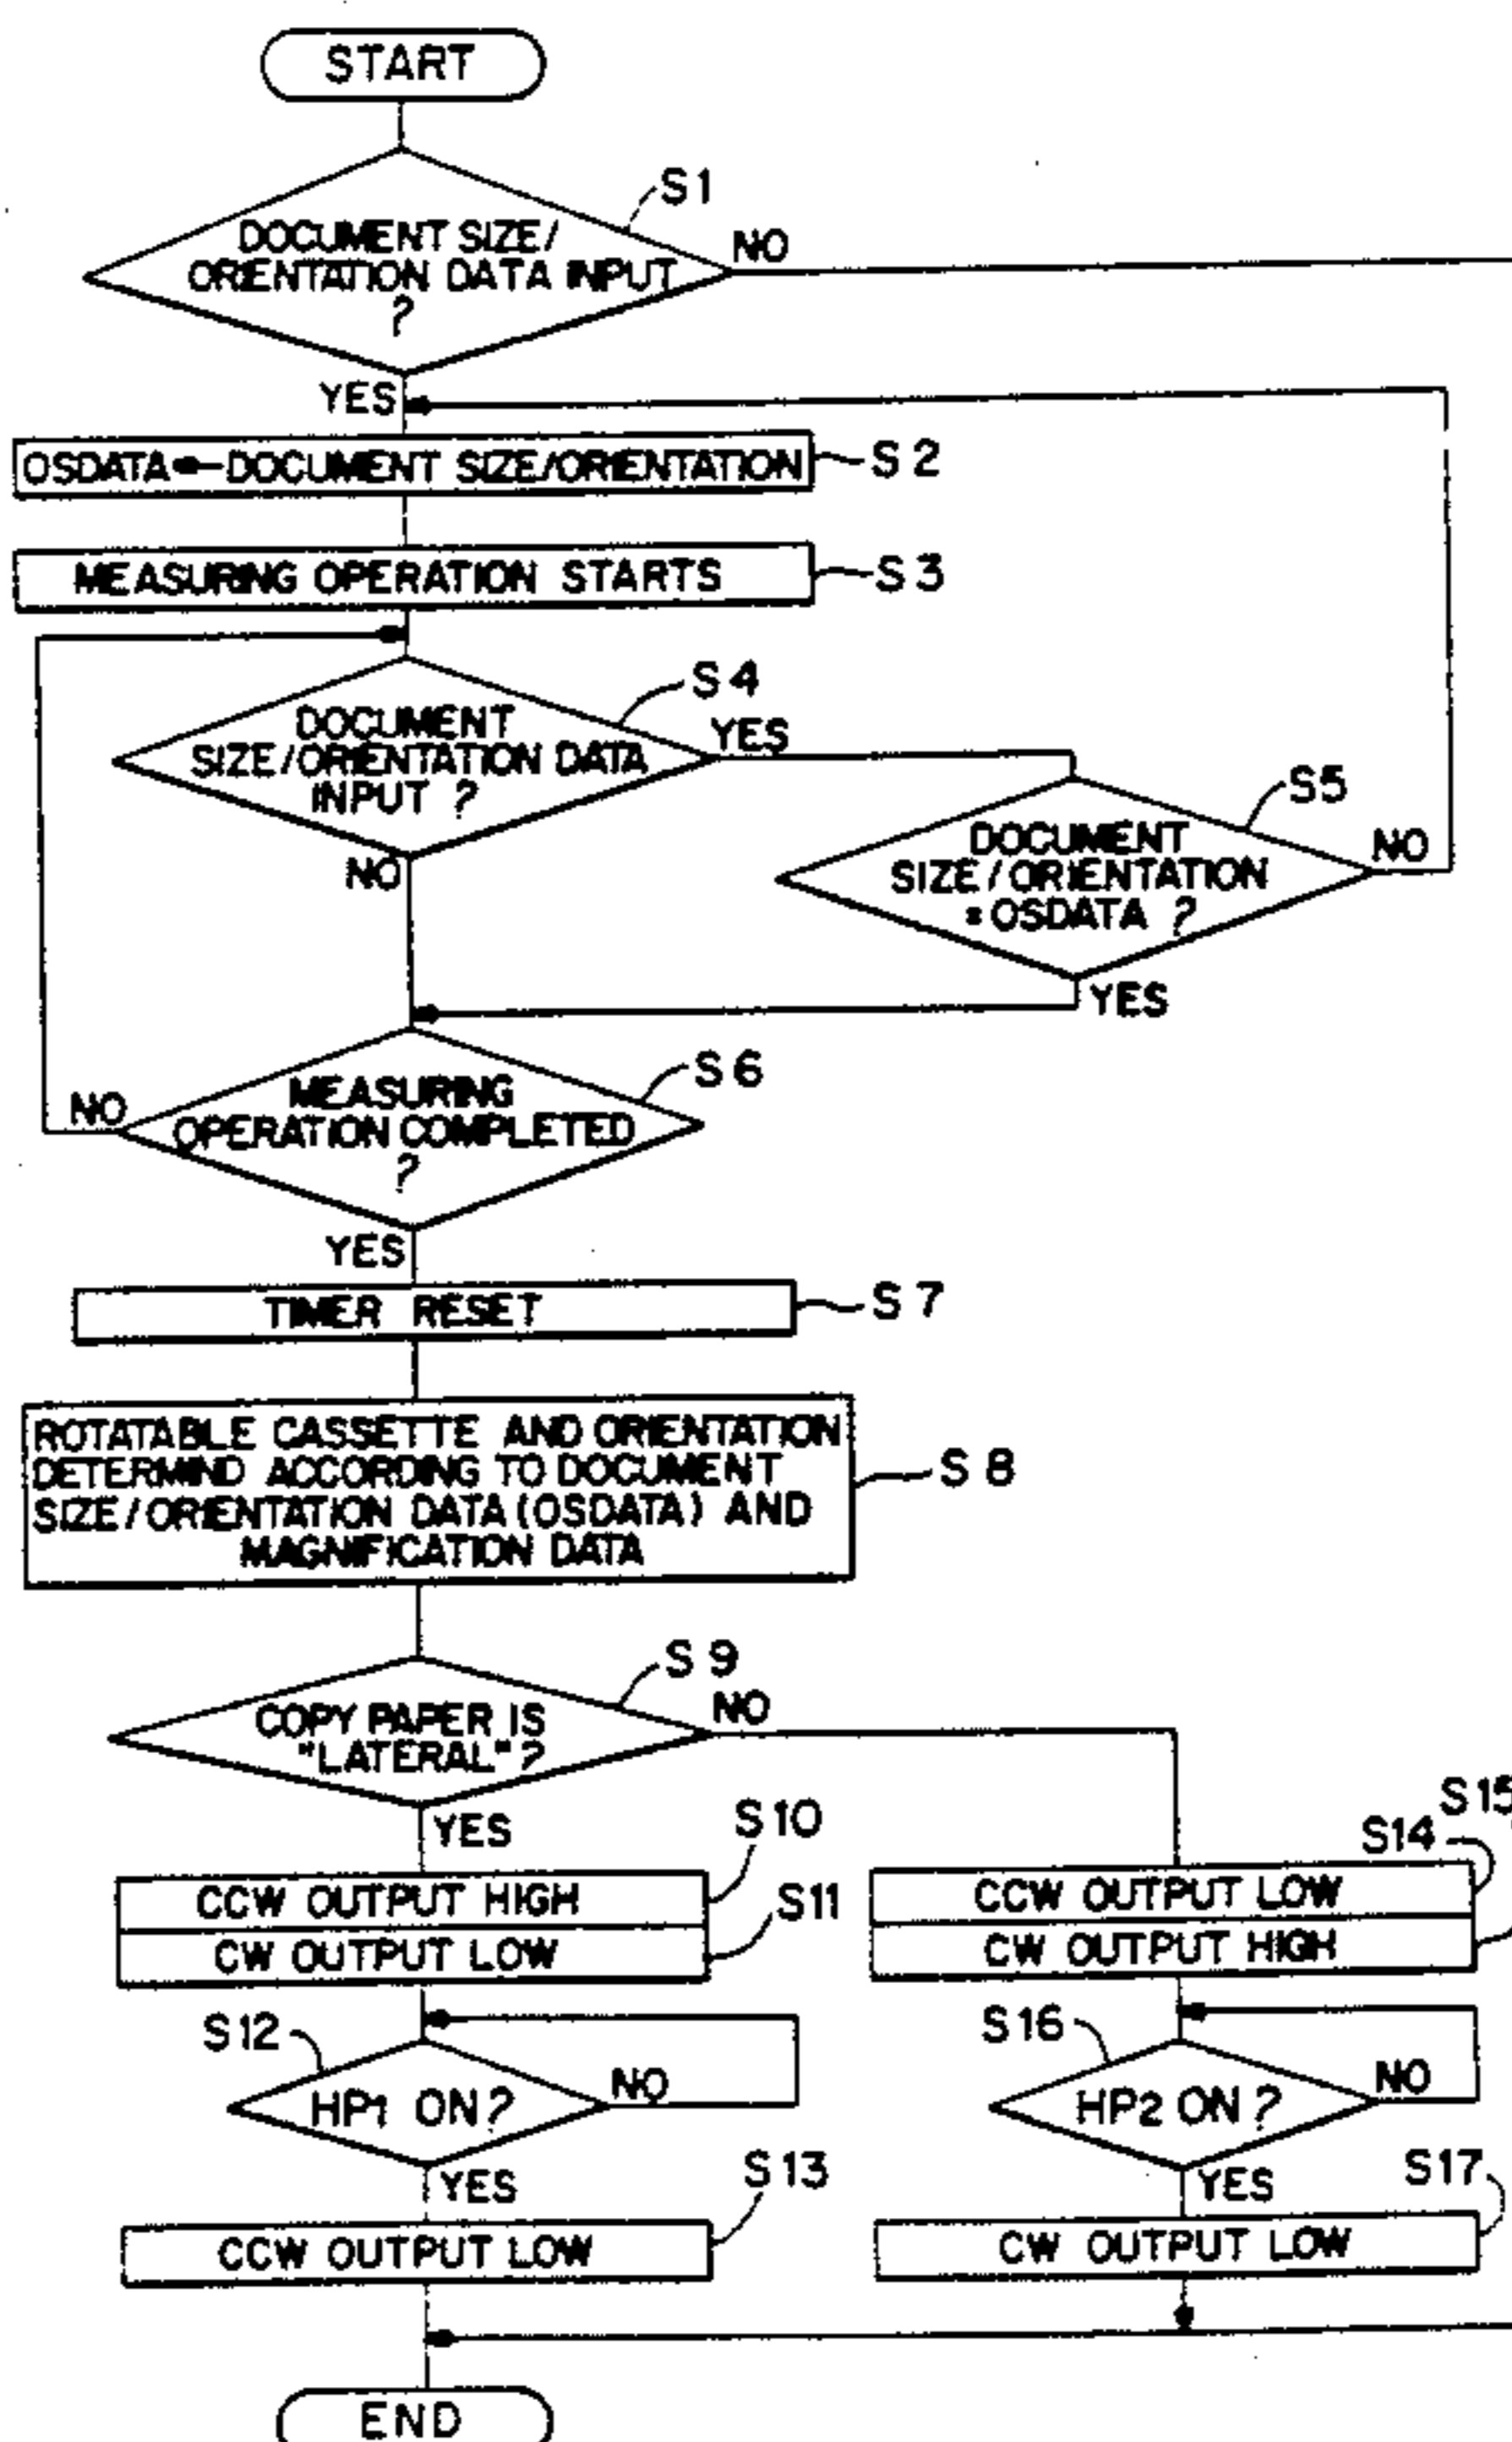 START
S1
DOCUMENT SIZE/
ORIENTATION DATA INPUT
?
NO
YES
OSDATA←DOCUMENT SIZE/ORIENTATION
S2
MEASURING OPERATION STARTS
S3
S4
DOCUMENT
SIZE/ORIENTATION DATA
INPUT ?
YES
NO
S5
DOCUMENT
SIZE/ORIENTATION
=OSDATA ?
NO
YES
S6
MEASURING
OPERATION COMPLETED
?
NO
YES
TIMER RESET
S7
ROTATABLE CASSETTE AND ORIENTATION
DETERMIND ACCORDING TO DOCUMENT
SIZE/ORIENTATION DATA (OSDATA) AND
MAGNIFICATION DATA
S8
S9
COPY PAPER IS
"LATERAL"?
NO
YES
S10
CCW OUTPUT HIGH
S11
CW OUTPUT LOW
S14
S15
CCW OUTPUT LOW
CW OUTPUT HIGH
S12
HP1 ON?
NO
YES
S16
HP2 ON?
NO
YES
S13
CCW OUTPUT LOW
S17
CW OUTPUT LOW
END